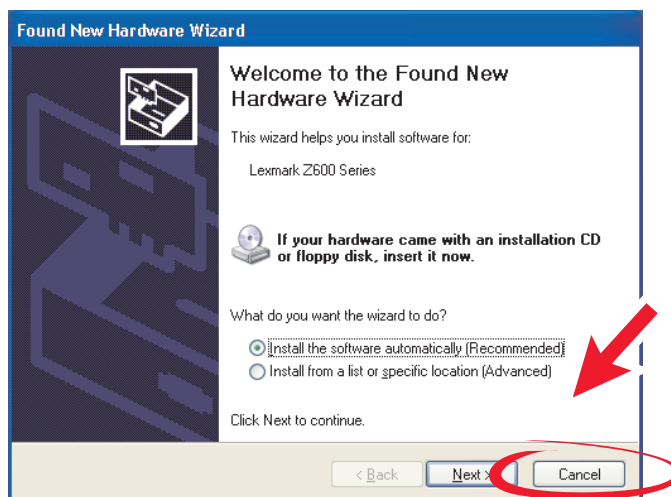 Found New Hardware Wizard
Welcome to the Found New
Hardware Wizard
This wizard helps you install software for:
Lexmark Z600 Series
If your hardware came with an installation CD
or floppy disk, insert it now.
What do you want the wizard to do?
Install the software automatically (Recommended)
Install from a list or specific location (Advanced)
Click Next to continue.
< Back Next > Cancel